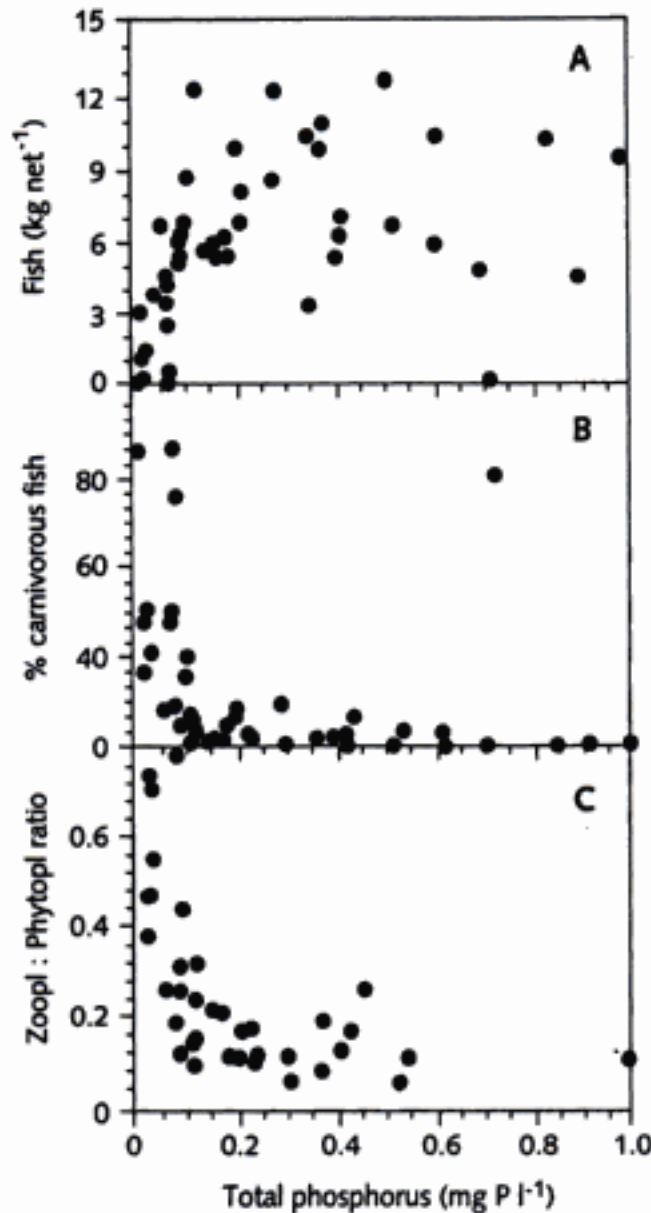 A
Fish (kg net⁻¹)
15
12
9
6
3
0
B
% carnivorous fish
80
60
40
0
C
Zoopl : Phytopl ratio
0.6
0.4
0.2
0
0 0.2 0.4 0.6 0.8 1.0
Total phosphorus (mg P l⁻¹)